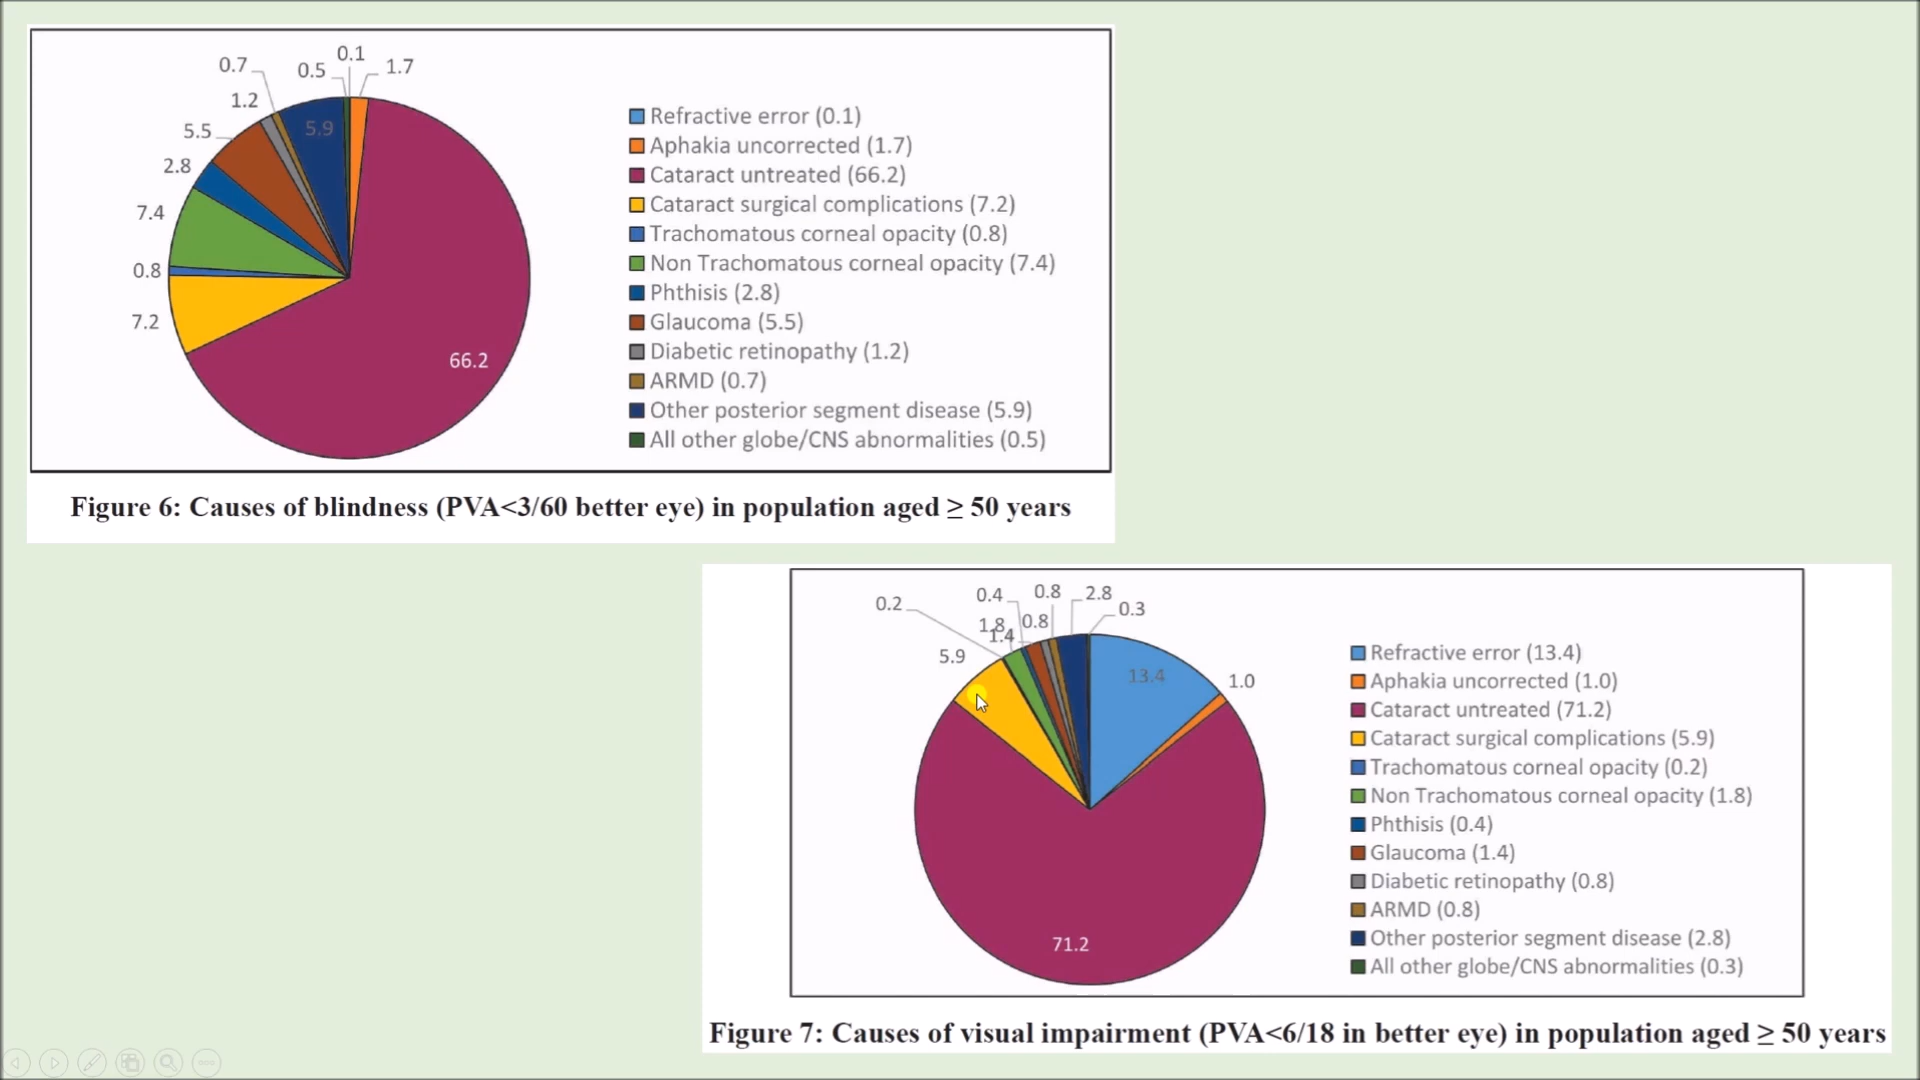 0.1
0.7
0.5
1.7
1.2
5.9
5.5
2.8
7.4
0.8
7.2
66.2
Refractive error (0.1)
Aphakia uncorrected (1.7)
Cataract untreated (66.2)
Cataract surgical complications (7.2)
Trachomatous corneal opacity (0.8)
Non Trachomatous corneal opacity (7.4)
Phthisis (2.8)
Glaucoma (5.5)
Diabetic retinopathy (1.2)
ARMD (0.7)
Other posterior segment disease (5.9)
All other globe/CNS abnormalities (0.5)
Figure 6: Causes of blindness (PVA<3/60 better eye) in population aged ≥ 50 years
0.2
0.4
0.8
2.8
0.3
1.8
0.8
1.4
5.9
13.4
1.0
71.2
Refractive error (13.4)
Aphakia uncorrected (1.0)
Cataract untreated (71.2)
Cataract surgical complications (5.9)
Trachomatous corneal opacity (0.2)
Non Trachomatous corneal opacity (1.8)
Phthisis (0.4)
Glaucoma (1.4)
Diabetic retinopathy (0.8)
ARMD (0.8)
Other posterior segment disease (2.8)
All other globe/CNS abnormalities (0.3)
Figure 7: Causes of visual impairment (PVA<6/18 in better eye) in population aged ≥ 50 years